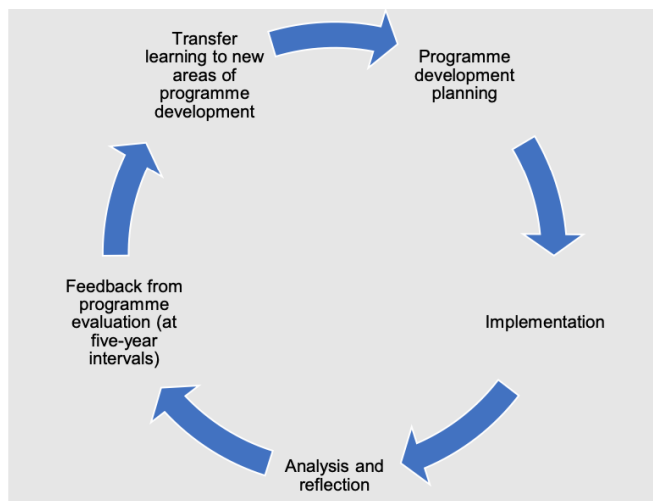 Transfer
learning to new
areas of
programme
development
Programme
development
planning
Implementation
Analysis and
reflection
Feedback from
programme
evaluation (at
five-year
intervals)